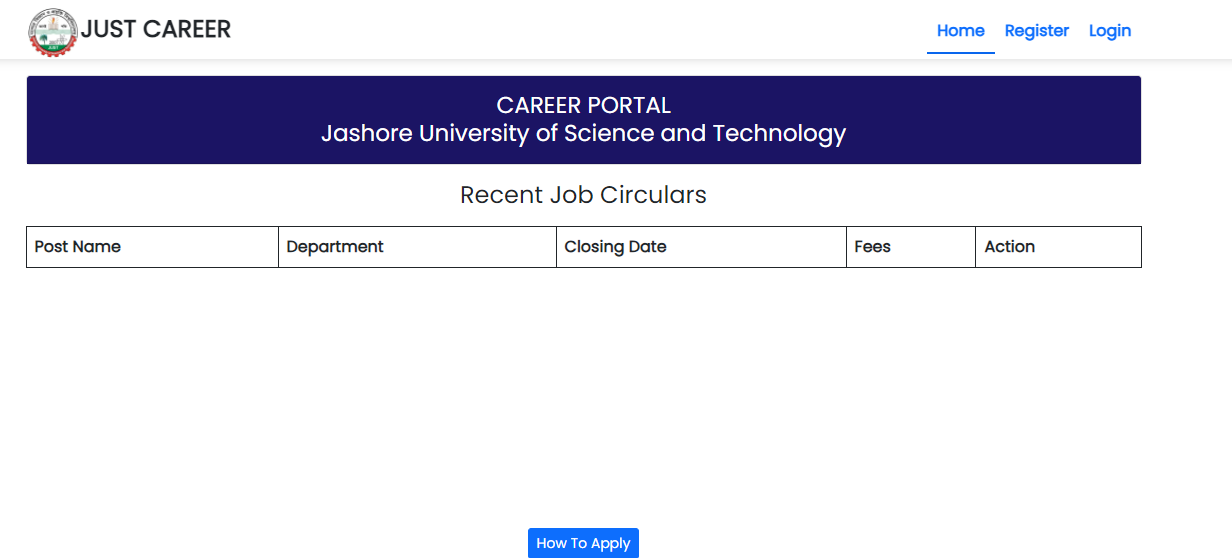 JUST CAREER
Home Register Login
CAREER PORTAL
Jashore University of Science and Technology
Recent Job Circulars
Post Name Department Closing Date Fees Action
How To Apply